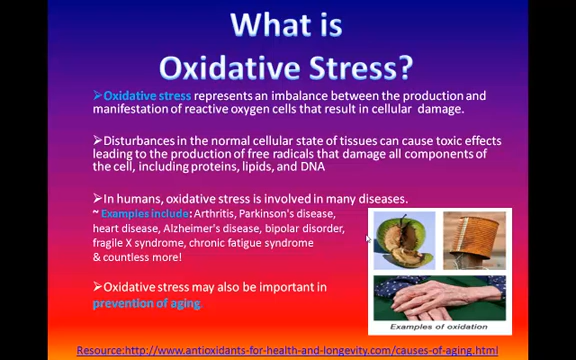 What is
Oxidative Stress?
➢Oxidative stress represents an imbalance between the production and
manifestation of reactive oxygen cells that result in cellular damage.
➢Disturbances in the normal cellular state of tissues can cause toxic effects
leading to the production of free radicals that damage all components of
the cell, including proteins, lipids, and DNA
➢In humans, oxidative stress is involved in many diseases.
~ Examples include: Arthritis, Parkinson's disease,
heart disease, Alzheimer's disease, bipolar disorder,
fragile X syndrome, chronic fatigue syndrome
& countless more!
➢Oxidative stress may also be important in
prevention of aging.
Examples of oxidation
Resource:http://www.antioxidants-for-health-and-longevity.com/causes-of-aging.html